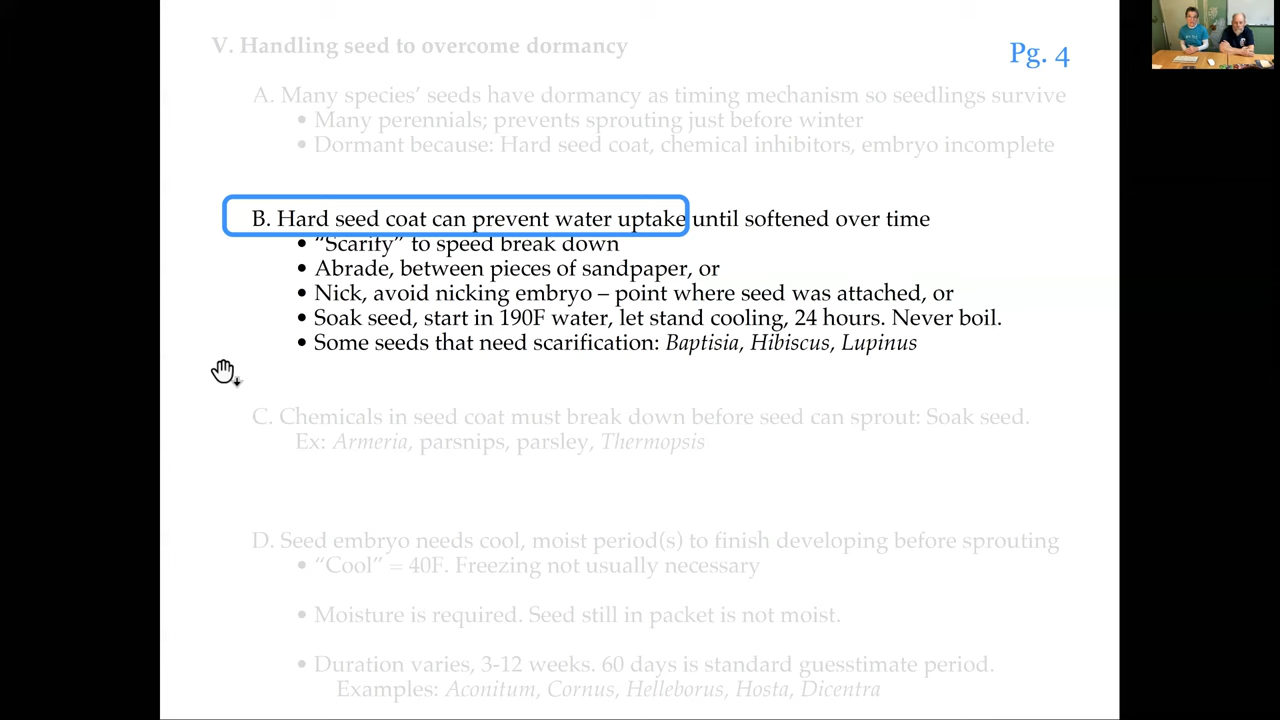 V. Handling seed to overcome dormancy
Pg. 4
A. Many species’ seeds have dormancy as timing mechanism so seedlings survive
• Many perennials; prevents sprouting just before winter
• Dormant because: Hard seed coat, chemical inhibitors, embryo incomplete
B. Hard seed coat can prevent water uptake until softened over time
• “Scarify” to speed break down
• Abrade, between pieces of sandpaper, or
• Nick, avoid nicking embryo – point where seed was attached, or
• Soak seed, start in 190F water, let stand cooling, 24 hours. Never boil.
• Some seeds that need scarification: Baptisia, Hibiscus, Lupinus
C. Chemicals in seed coat must break down before seed can sprout: Soak seed.
Ex: Armeria, parsnips, parsley, Thermopsis
D. Seed embryo needs cool, moist period(s) to finish developing before sprouting
• “Cool” = 40F. Freezing not usually necessary
• Moisture is required. Seed still in packet is not moist.
• Duration varies, 3-12 weeks. 60 days is standard guesstimate period.
Examples: Aconitum, Cornus, Helleborus, Hosta, Dicentra